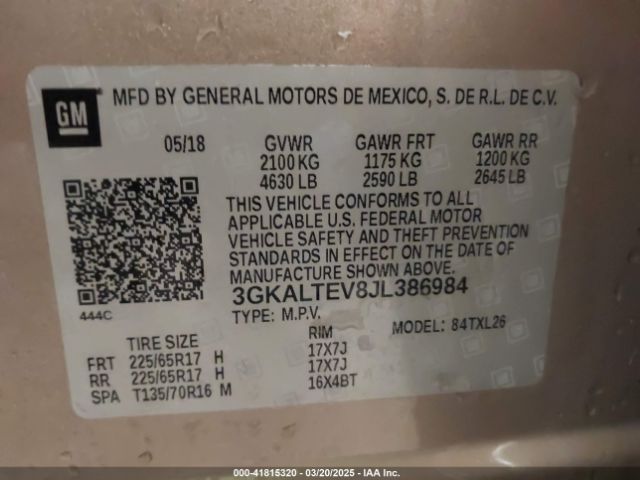 GM
MFD BY GENERAL MOTORS DE MEXICO, S. DE R.L. DE C.V.
05/18 GVWR GAWR FRT GAWR RR
2100 KG 1175 KG 1200 KG
4630 LB 2590 LB 2645 LB
THIS VEHICLE CONFORMS TO ALL
APPLICABLE U.S. FEDERAL MOTOR
VEHICLE SAFETY AND THEFT PREVENTION
STANDARDS IN EFFECT ON THE DATE OF
MANUFACTURE SHOWN ABOVE.
3GKALTEV8JL386984
444C
TYPE: M.P.V. MODEL: 84TXL26
TIRE SIZE RIM
FRT 225/65R17 H 17X7J
RR 225/65R17 H 17X7J
SPA T135/70R16 M 16X4BT
000-41815320 | 03/20/2025 - IAA Inc.